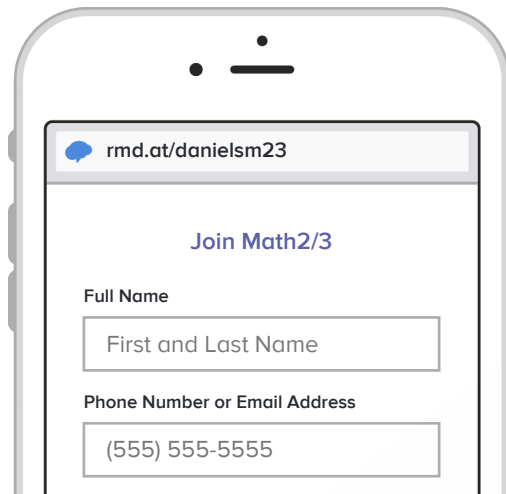 rmd.at/danielsm23
Join Math2/3
Full Name
First and Last Name
Phone Number or Email Address
(555) 555-5555